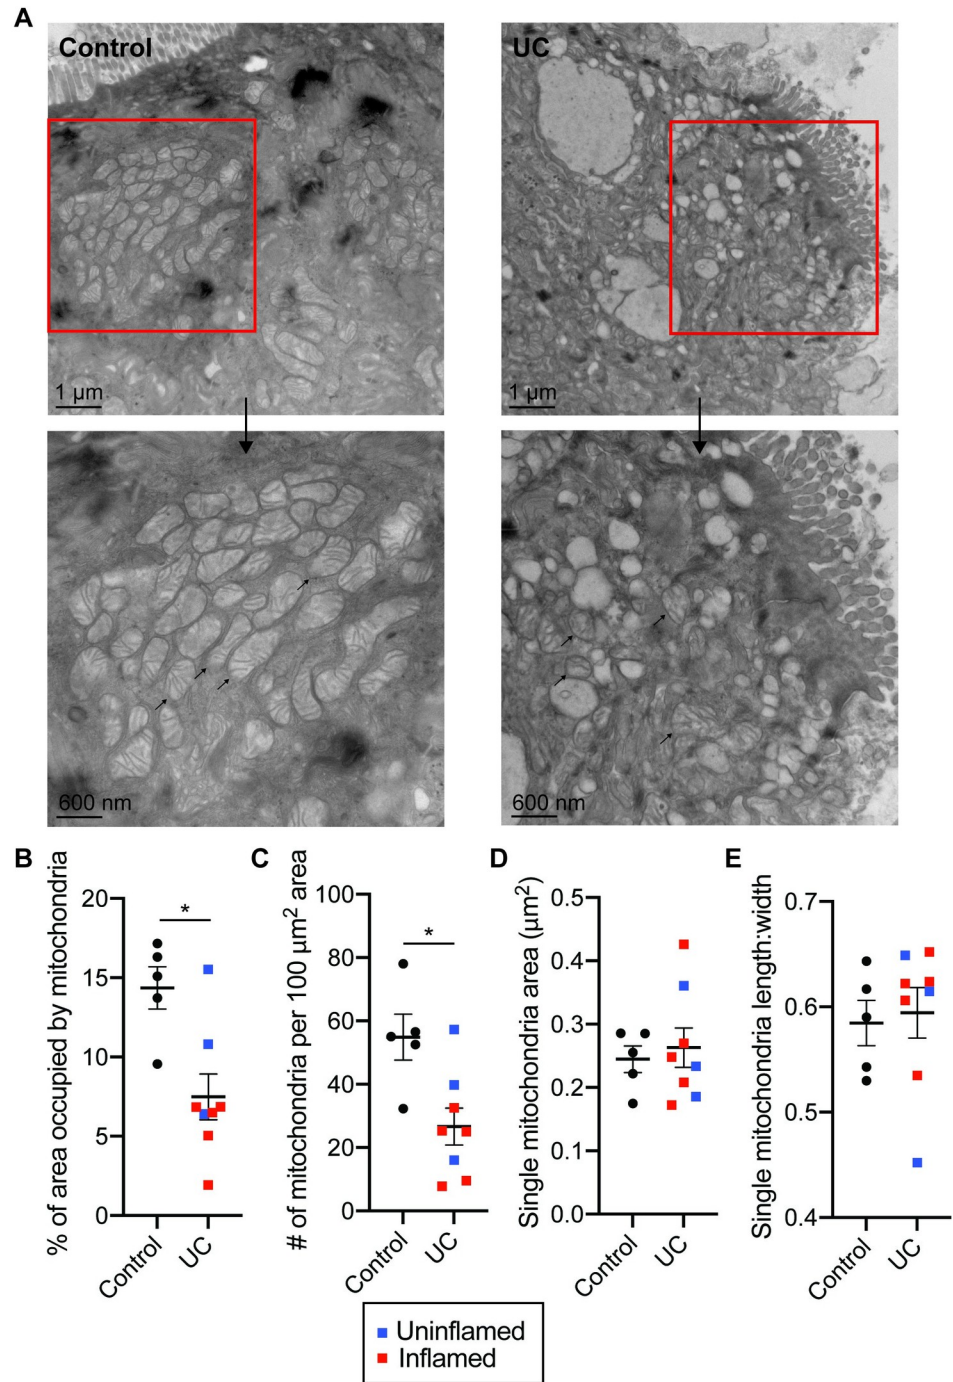 A
Control
UC
1 µm
1 µm
600 nm
600 nm
B
% of area occupied by mitochondria
20
15
10
5
0
*
Control
UC
C
# of mitochondria per 100 µm² area
100
80
60
40
20
0
*
Control
UC
D
Single mitochondria area (µm²)
0.5
0.4
0.3
0.2
0.1
0.0
Control
UC
E
Single mitochondria length:width
0.7
0.6
0.5
0.4
Control
UC
Uninflamed
Inflamed